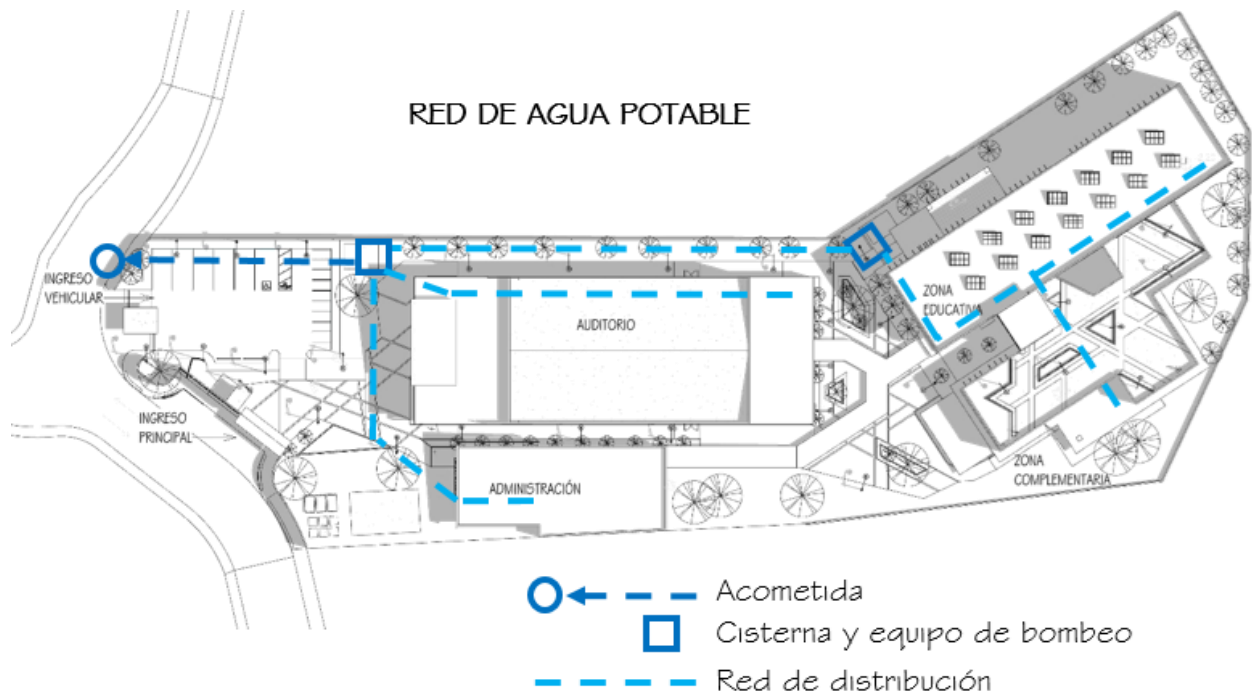 RED DE AGUA POTABLE
INGRESO
VEHICULAR
ZONA
EDUCATIVA
AUDITORIO
INGRESO
PRINCIPAL
ADMINISTRACIÓN
ZONA
COMPLEMENTARIA
Acometida
Cisterna y equipo de bombeo
Red de distribución